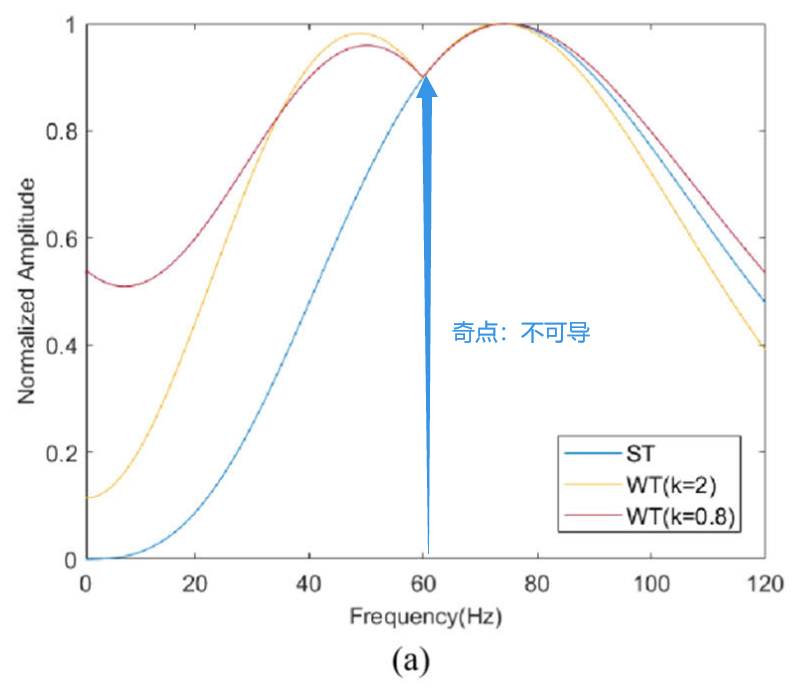 1
0.8
0.6
0.4
0.2
0
Normalized Amplitude
奇点：不可导
ST
WT(k=2)
WT(k=0.8)
0 20 40 60 80 100 120
Frequency(Hz)
(a)